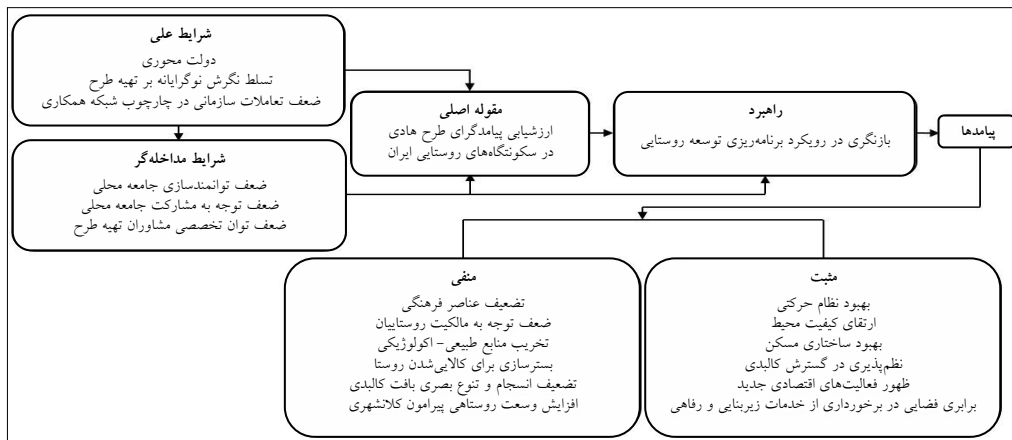 شرایط علی
دولت محوری
تسلط نگرش نوگرایانه بر تهیه طرح
ضعف تعاملات سازمانی در چارچوب شبکه همکاری
شرایط مداخله‌گر
ضعف توانمندسازی جامعه محلی
ضعف توجه به مشارکت جامعه محلی
ضعف توان تخصصی مشاوران تهیه طرح
مقوله اصلی
ارزشیابی پیامدگرای طرح هادی
در سکونتگاه‌های روستایی ایران
راهبرد
بازنگری در رویکرد برنامه‌ریزی توسعه روستایی
پیامدها
مثبت
بهبود نظام حرکتی
ارتقای کیفیت محیط
بهبود ساختاری مسکن
نظم‌پذیری در گسترش کالبدی
ظهور فعالیت‌های اقتصادی جدید
برابری فضایی در برخورداری از خدمات زیربنایی و رفاهی
منفی
تضعیف عناصر فرهنگی
ضعف توجه به مالکیت روستاییان
تخریب منابع طبیعی- اکولوژیکی
بسترسازی برای کالایی‌شدن روستا
تضعیف انسجام و تنوع بصری بافت کالبدی
افزایش وسعت روستاهی پیرامون کلانشهری